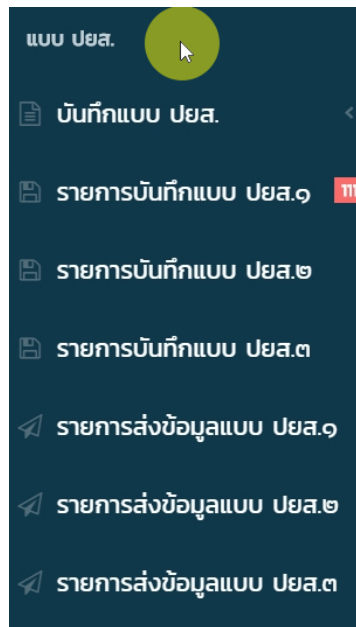 แบบ ปยส.
บันทึกแบบ ปยส.
รายการบันทึกแบบ ปยส.๑
รายการบันทึกแบบ ปยส.๒
รายการบันทึกแบบ ปยส.๓
รายการส่งข้อมูลแบบ ปยส.๑
รายการส่งข้อมูลแบบ ปยส.๒
รายการส่งข้อมูลแบบ ปยส.๓